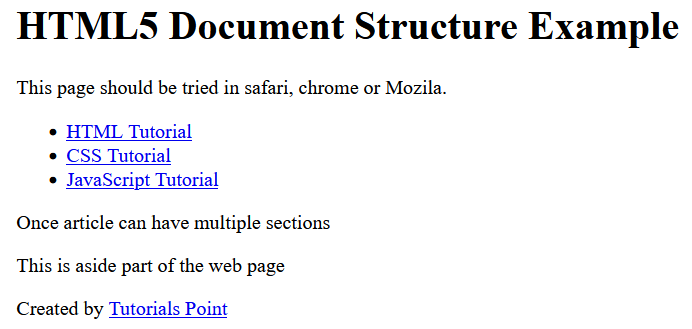 HTML5 Document Structure Example
This page should be tried in safari, chrome or Mozila.
HTML Tutorial
CSS Tutorial
JavaScript Tutorial
Once article can have multiple sections
This is aside part of the web page
Created by Tutorials Point